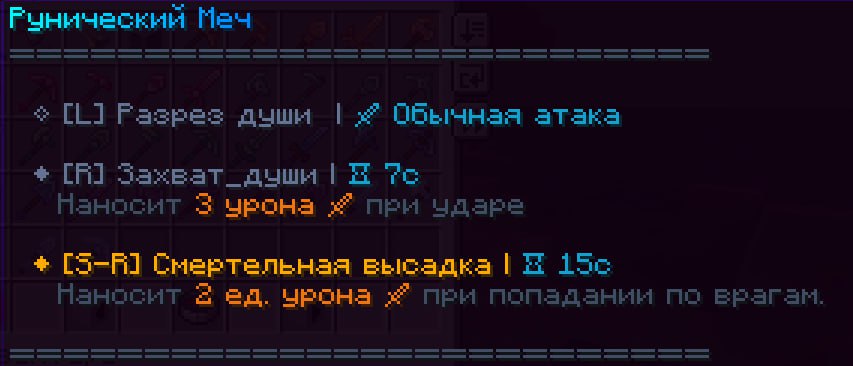 Рунический Меч
======================
[L] Разрез души | Обычная атака
[R] Захват_души | 7с
Наносит 3 урона при ударе
[S-R] Смертельная высадка | 15с
Наносит 2 ед. урона при попадании по врагам.
======================